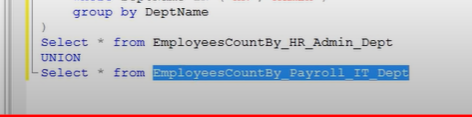 group by DeptName
)
Select * from EmployeesCountBy_HR_Admin_Dept
UNION
Select * from EmployeesCountBy_Payroll_IT_Dept